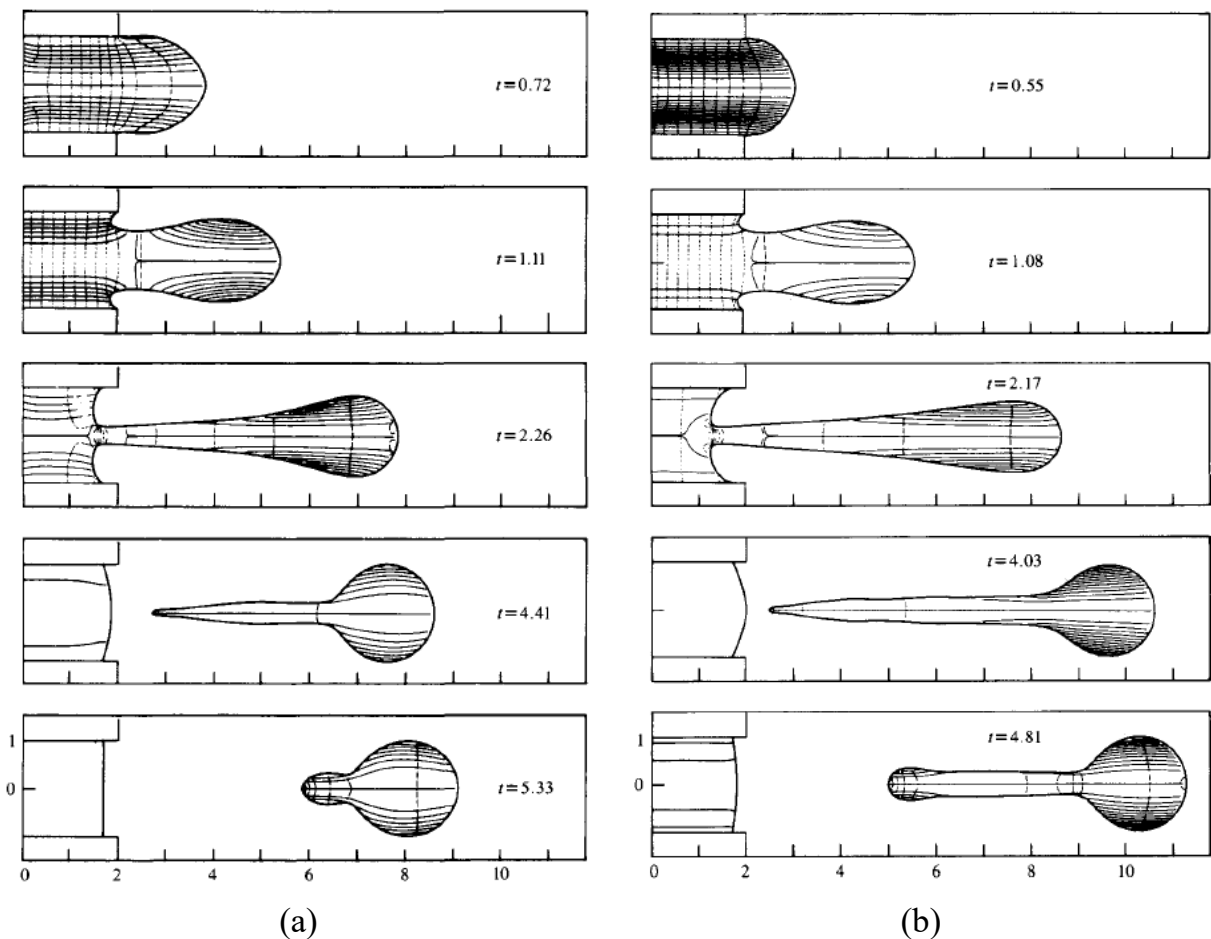 t=0.72
t=1.11
t=2.26
t=4.41
1
0
t=5.33
0 2 4 6 8 10
(a)
t=0.55
t=1.08
t=2.17
t=4.03
1
0
t=4.81
0 2 4 6 8 10
(b)